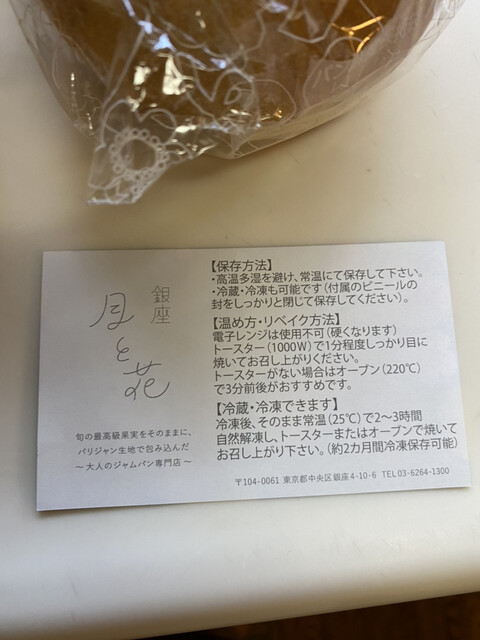 銀座
月と花
旬の最高級果実をそのままに、
パリジャン生地で包み込んだ
～大人のジャムパン専門店～
【保存方法】
・高温多湿を避け、常温にて保存して下さい。
・冷蔵・冷凍も可能です（付属のビニールの
封をしっかりと閉じて保存してください）。
【温め方・リベイク方法】
電子レンジは使用不可（硬くなります）
トースター（1000W）で1分程度しっかり目に
焼いてお召し上がりください。
トースターがない場合はオーブン（220℃）
で3分前後がおすすめです。
【冷蔵・冷凍できます】
冷凍後、そのまま常温（25℃）で2～3時間
自然解凍し、トースターまたはオーブンで焼いて
お召し上がり下さい。（約2カ月間冷凍保存可能）
〒104-0061 東京都中央区銀座4-10-6 TEL03-6264-1300